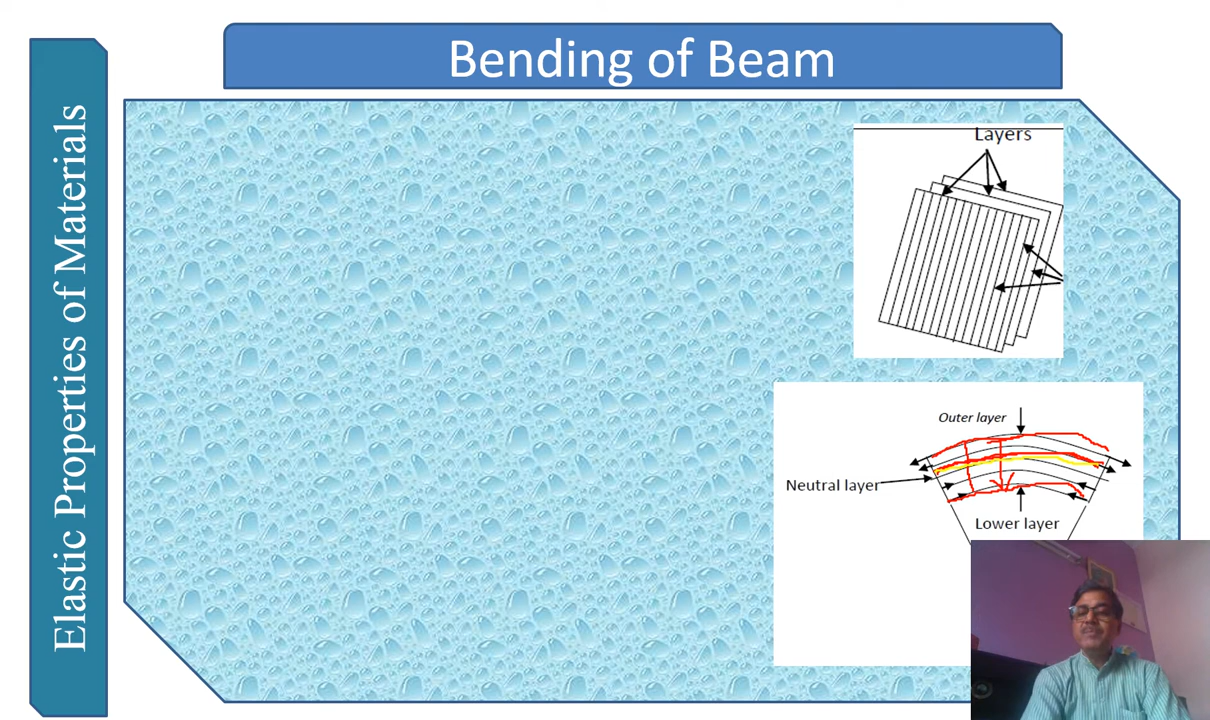 Bending of Beam
Elastic Properties of Materials
Layers
Outer layer
Neutral layer
Lower layer